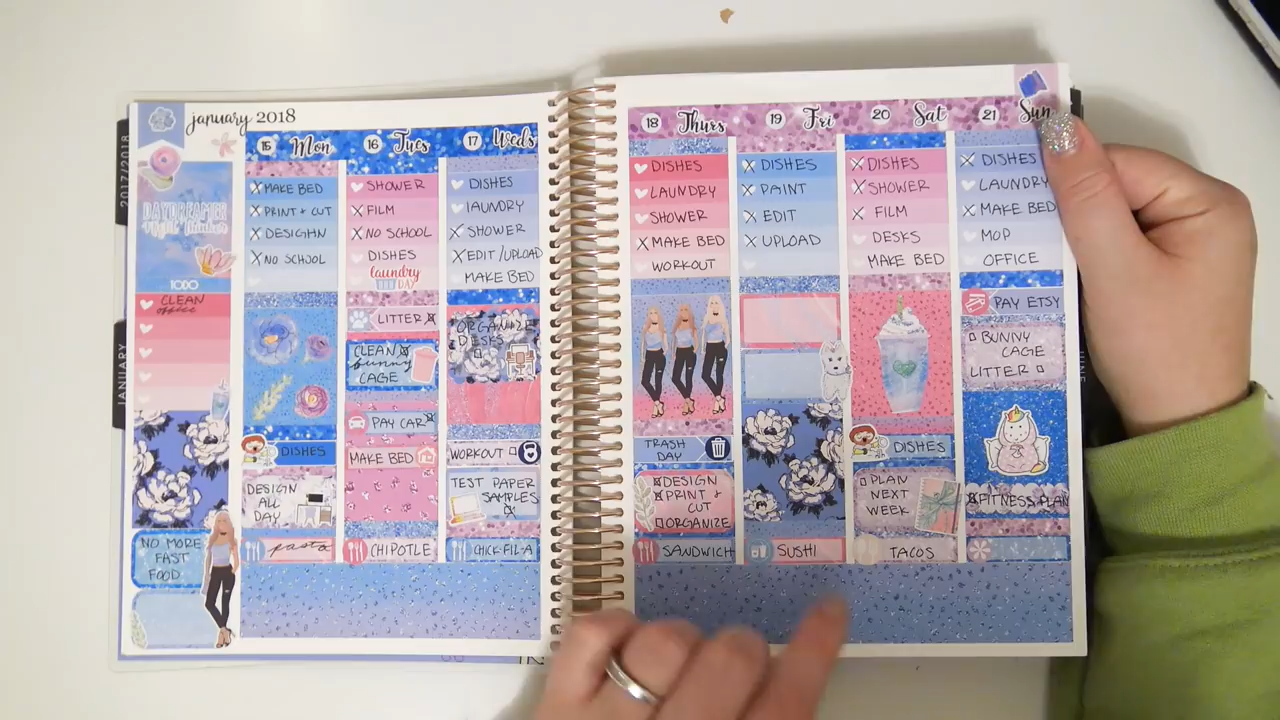 january 2018
2017/2018
JANUARY
DAYDREAMER
TODO
CLEAN
office
NO MORE
FAST
FOOD
15 Mon
MAKE BED
PRINT + CUT
DESIGHN
NO SCHOOL
DISHES
DESIGN
ALL
DAY
pasta
16 Tues
SHOWER
FILM
NO SCHOOL
DISHES
laundry
DAY
LITTER
CLEAN
bunny
CAGE
PAY CAR
MAKE BED
CHIPOTLE
17 Weds
DISHES
LAUNDRY
SHOWER
EDIT/UPLOAD
MAKE BED
ORGANIZE
DESKS
WORKOUT
TEST PAPER
SAMPLES
CHICK-FIL-A
18 Thurs
DISHES
LAUNDRY
SHOWER
MAKE BED
WORKOUT
TRASH
DAY
DESIGN
PRINT +
CUT
ORGANIZE
SANDWICH
19 Fri
DISHES
PAINT
EDIT
UPLOAD
SUSHI
20 Sat
DISHES
SHOWER
FILM
DESKS
MAKE BED
DISHES
PLAN
NEXT
WEEK
TACOS
21 Sun
DISHES
LAUNDRY
MAKE BED
MOP
OFFICE
PAY ETSY
BUNNY
CAGE
LITTER
FITNESS PLAN